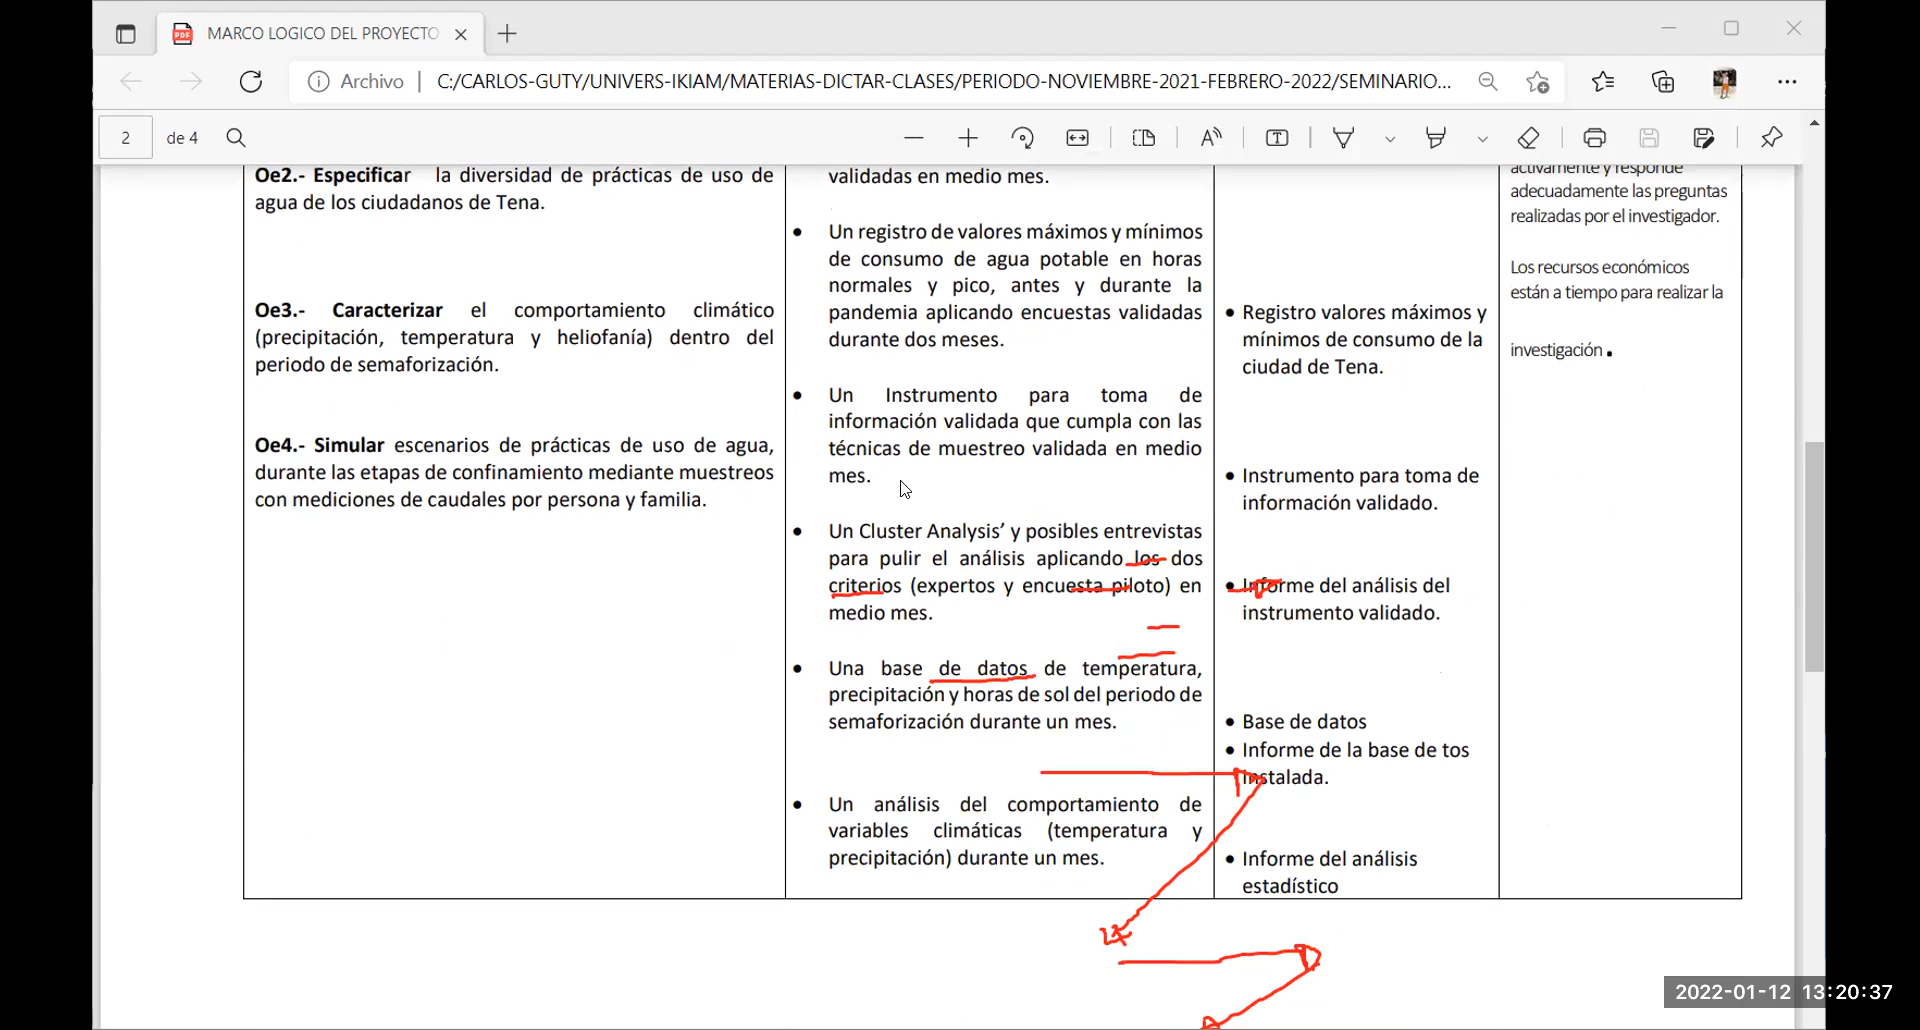 MARCO LOGICO DEL PROYECTO
Archivo
C:/CARLOS-GUTY/UNIVERS-IKIAM/MATERIAS-DICTAR-CLASES/PERIODO-NOVIEMBRE-2021-FEBRERO-2022/SEMINARIO...
2 de 4
Oe2.- Especificar la diversidad de prácticas de uso de
agua de los ciudadanos de Tena.
Oe3.- Caracterizar el comportamiento climático
(precipitación, temperatura y heliofanía) dentro del
periodo de semaforización.
Oe4.- Simular escenarios de prácticas de uso de agua,
durante las etapas de confinamiento mediante muestreos
con mediciones de caudales por persona y familia.
validadas en medio mes.
• Un registro de valores máximos y mínimos
de consumo de agua potable en horas
normales y pico, antes y durante la
pandemia aplicando encuestas validadas
durante dos meses.
• Un Instrumento para toma de
información validada que cumpla con las
técnicas de muestreo validada en medio
mes.
• Un Cluster Analysis’ y posibles entrevistas
para pulir el análisis aplicando los dos
criterios (expertos y encuesta piloto) en
medio mes.
• Una base de datos de temperatura,
precipitación y horas de sol del periodo de
semaforización durante un mes.
• Un análisis del comportamiento de
variables climáticas (temperatura y
precipitación) durante un mes.
• Registro valores máximos y
mínimos de consumo de la
ciudad de Tena.
• Instrumento para toma de
información validado.
• Informe del análisis del
instrumento validado.
• Base de datos
• Informe de la base de tos
instalada.
• Informe del análisis
estadístico
activamente y responde
adecuadamente las preguntas
realizadas por el investigador.
Los recursos económicos
están a tiempo para realizar la
investigación.
2022-01-12 13:20:37